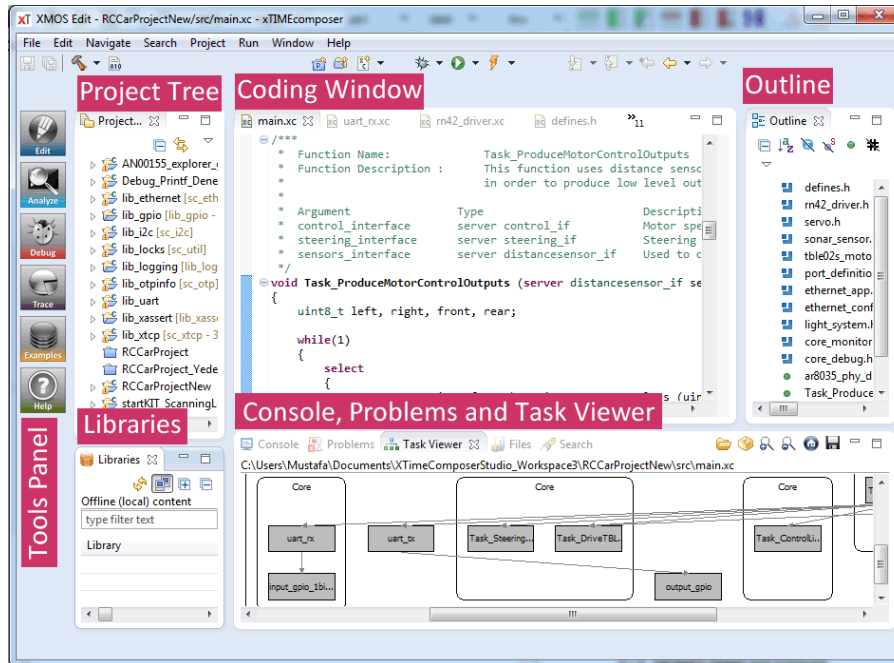 XMOS Edit - RCCarProjectNew/src/main.xc - xTIMEcomposer
File Edit Navigate Search Project Run Window Help
Project Tree
Coding Window
Outline
Project...
main.xc uart_rx.xc rn42_driver.xc defines.h »11
Outline
Edit
Analyze
Debug
Trace
Examples
Help
Tools Panel
AN00155_explorer_
Debug_Printf_Dene
lib_ethernet [sc_eth
lib_gpio [lib_gpio -
lib_i2c [sc_i2c]
lib_locks [sc_util]
lib_logging [lib_log
lib_otpinfo [sc_otp]
lib_uart
lib_xassert [lib_xass
lib_xtcp [sc_xtcp - 3
RCCarProject
RCCarProject_Yede
RCCarProjectNew
startKIT_ScanningL
/***
* Function Name: Task_ProduceMotorControlOutputs
* Function Description : This function uses distance senso
* in order to produce low level out
*
* Argument Type Descripti
* control_interface server control_if Motor spe
* steering_interface server steering_if Steering
* sensors_interface server distancesensor_if Used to c
*/
void Task_ProduceMotorControlOutputs (server distancesensor_if se
{
uint8_t left, right, front, rear;
while(1)
{
select
{
defines.h
rn42_driver.h
servo.h
sonar_sensor.
tble02s_moto
port_definitio
ethernet_app.
ethernet_conf
light_system.h
core_monitor
core_debug.h
ar8035_phy_d
Task_Produce
Libraries
Libraries
Offline (local) content
type filter text
Library
Console, Problems and Task Viewer
Console Problems Task Viewer Files Search
C:\Users\Mustafa\Documents\XTimeComposerStudio_Workspace3\RCCarProjectNew\src\main.xc
Core Core Core
uart_rx uart_tx Task_Steering... Task_DriveTBL... Task_ControlLi...
input_gpio_1bi... output_gpio